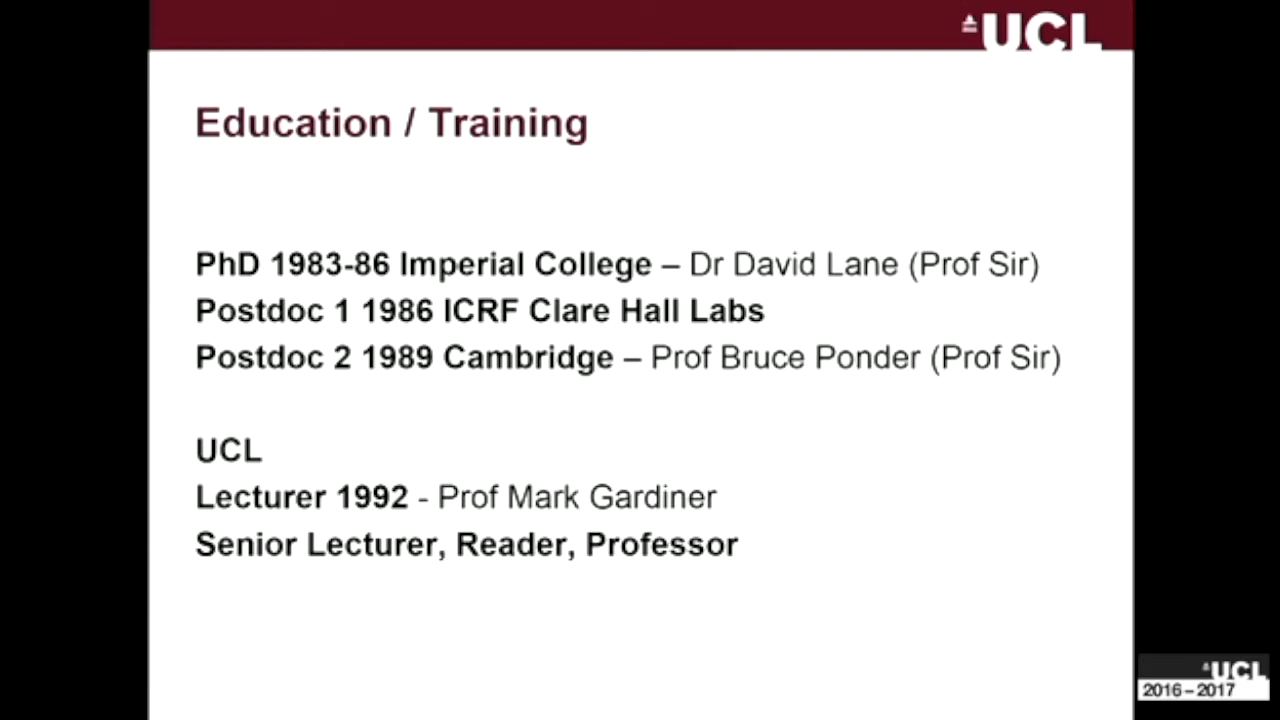 UCL
Education / Training
PhD 1983-86 Imperial College – Dr David Lane (Prof Sir)
Postdoc 1 1986 ICRF Clare Hall Labs
Postdoc 2 1989 Cambridge – Prof Bruce Ponder (Prof Sir)
UCL
Lecturer 1992 - Prof Mark Gardiner
Senior Lecturer, Reader, Professor
UCL
2016 – 2017